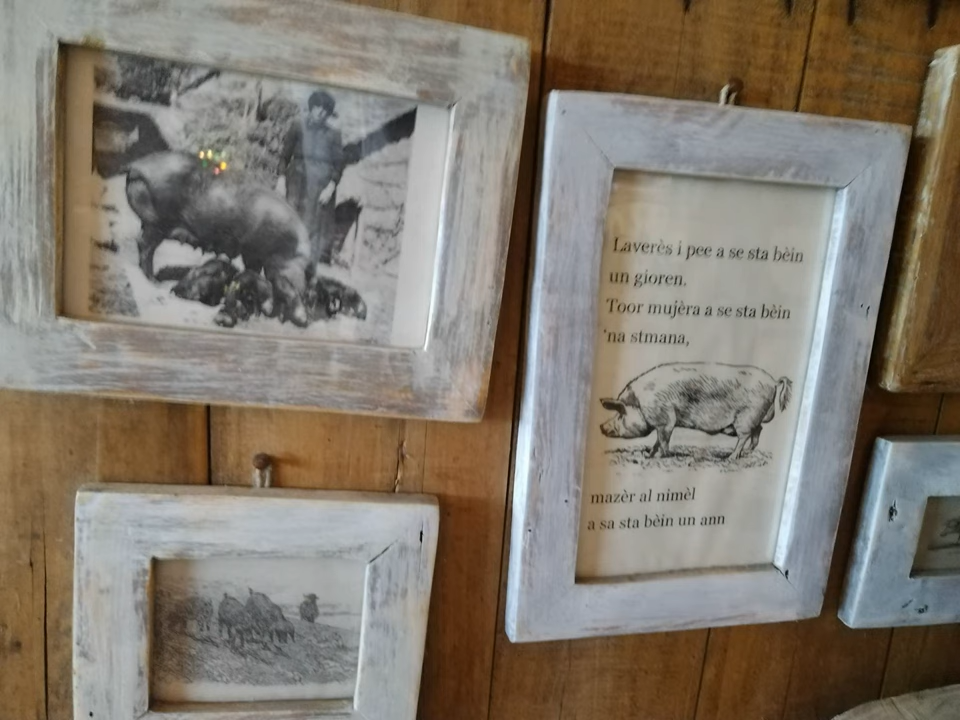 Laverès i pee a se sta bèin
un gioren.
Toor mujèra a se sta bèin
'na stmana,
mazèr al nimèl
a sa sta bèin un ann